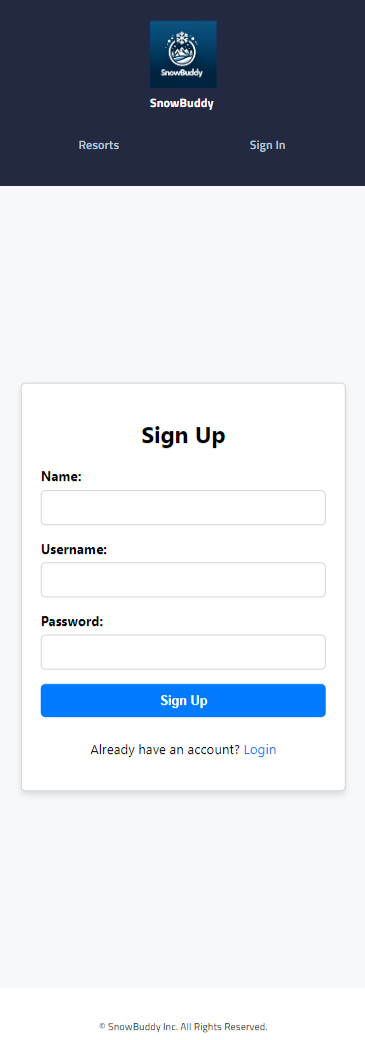 SnowBuddy
SnowBuddy
Resorts Sign In
Sign Up
Name:
Username:
Password:
Sign Up
Already have an account? Login
© SnowBuddy Inc. All Rights Reserved.